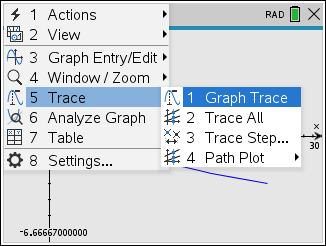 1 Actions
RAD
2 View
3 Graph Entry/Edit
4 Window / Zoom
5 Trace
1 Graph Trace
6 Analyze Graph
2 Trace All
7 Table
3 Trace Step...
x
8 Settings...
4 Path Plot
30
-6.66667000000